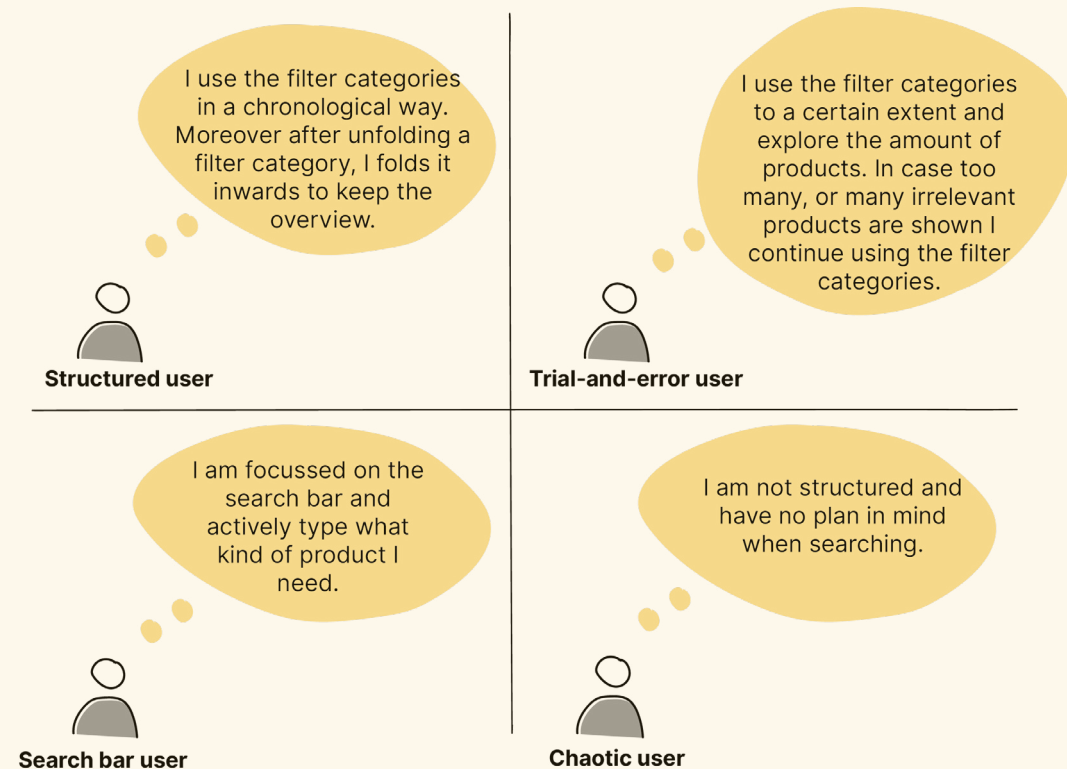 I use the filter categories
in a chronological way.
Moreover after unfolding a
filter category, I folds it
inwards to keep the
overview.
Structured user
I use the filter categories
to a certain extent and
explore the amount of
products. In case too
many, or many irrelevant
products are shown I
continue using the filter
categories.
Trial-and-error user
I am focussed on the
search bar and
actively type what
kind of product I
need.
Search bar user
I am not structured and
have no plan in mind
when searching.
Chaotic user